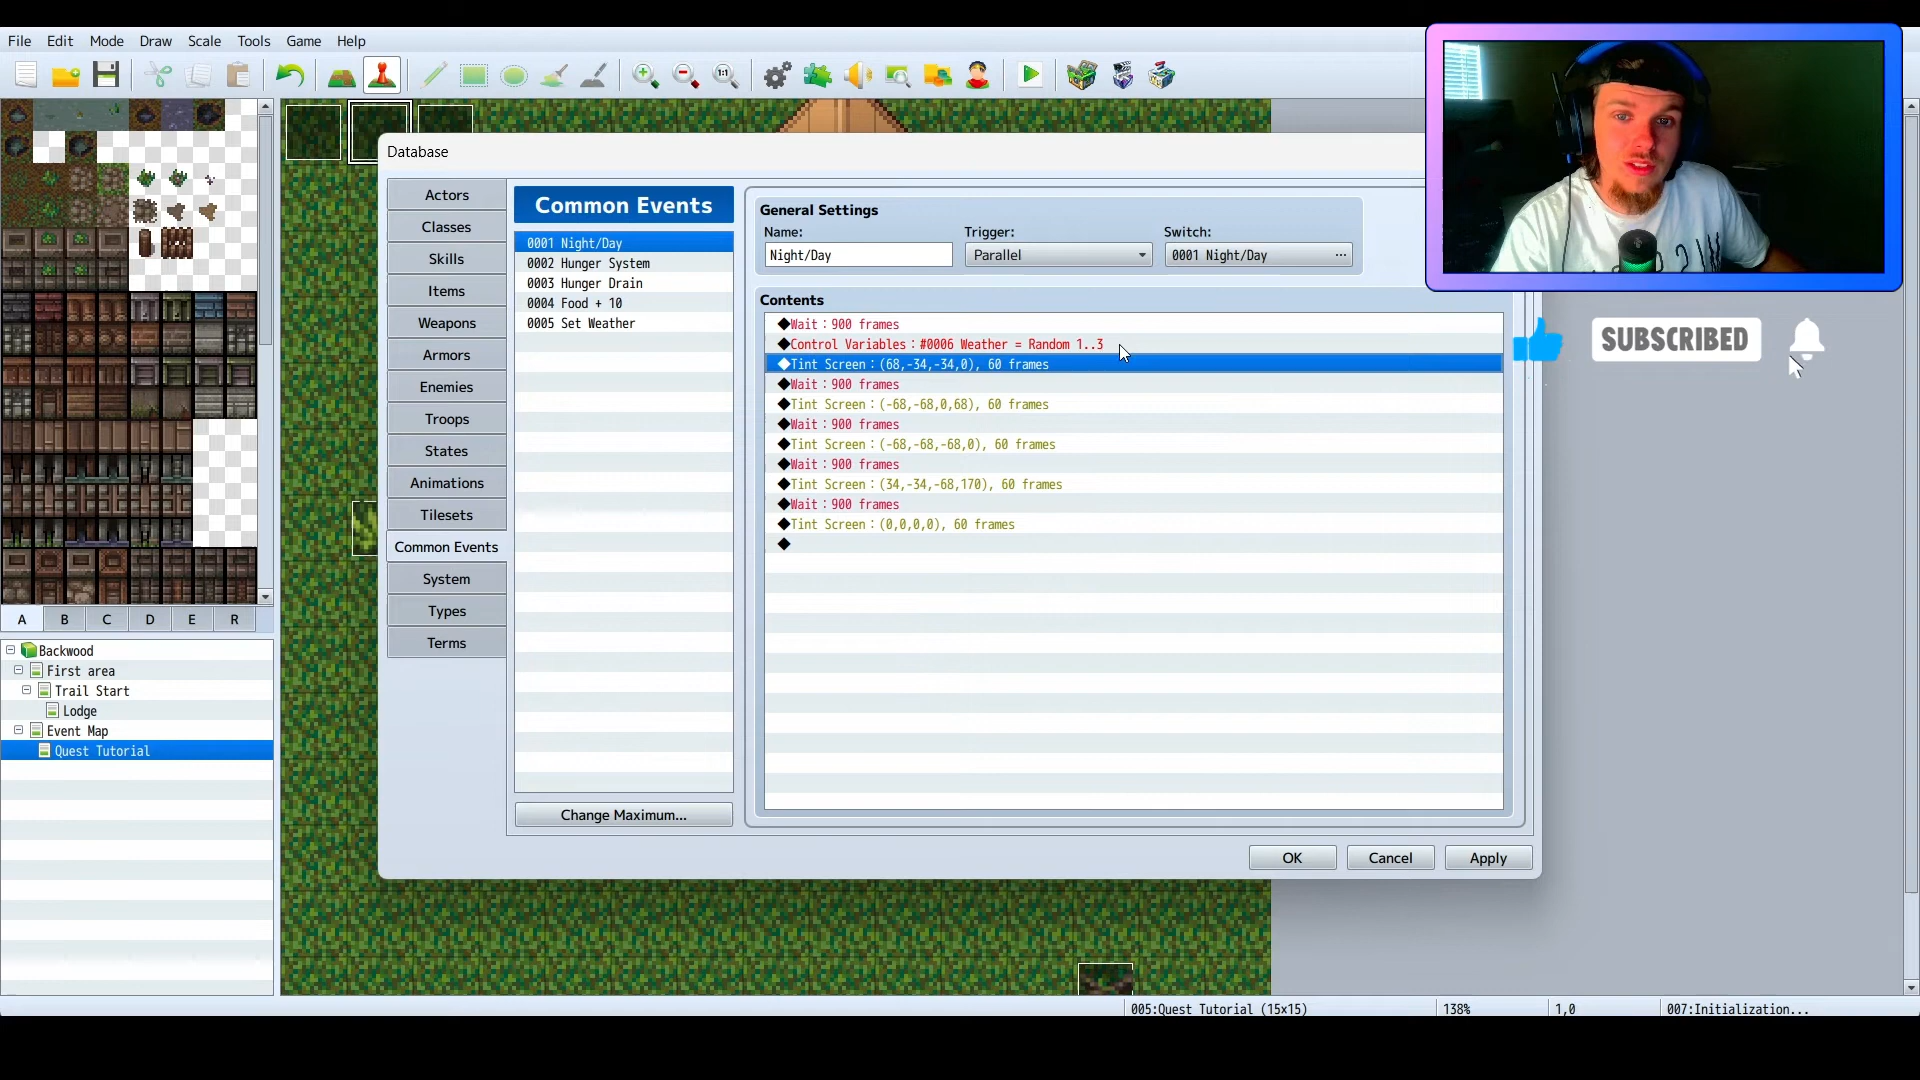 File Edit Mode Draw Scale Tools Game Help
1:1
Database
Actors
Classes
Skills
Items
Weapons
Armors
Enemies
Troops
States
Animations
Tilesets
Common Events
System
Types
Terms
Common Events
0001 Night/Day
0002 Hunger System
0003 Hunger Drain
0004 Food + 10
0005 Set Weather
Change Maximum...
General Settings
Name: Trigger: Switch:
Night/Day Parallel 0001 Night/Day ...
Contents
◆Wait：900 frames
◆Control Variables：#0006 Weather = Random 1..3
◆Tint Screen：(68,-34,-34,0), 60 frames
◆Wait：900 frames
◆Tint Screen：(-68,-68,0,68), 60 frames
◆Wait：900 frames
◆Tint Screen：(-68,-68,-68,0), 60 frames
◆Wait：900 frames
◆Tint Screen：(34,-34,-68,170), 60 frames
◆Wait：900 frames
◆Tint Screen：(0,0,0,0), 60 frames
◆
OK Cancel Apply
SUBSCRIBED
A B C D E R
Backwood
First area
Trail Start
Lodge
Event Map
Quest Tutorial
005:Quest Tutorial (15x15) 138% 1,0 007:Initialization...